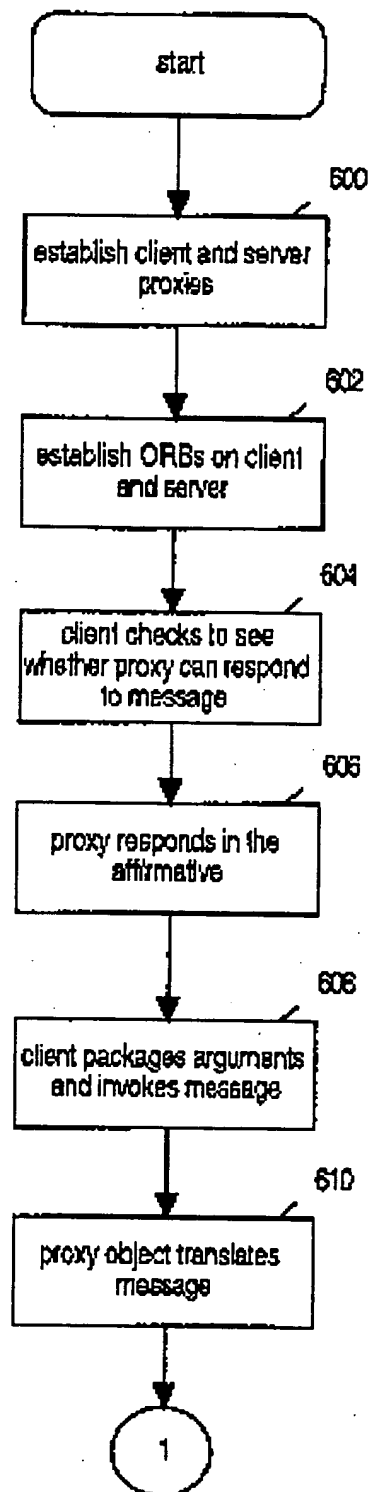 start
600
establish client and server
proxies
602
establish ORBs on client
and server
604
client checks to see
whether proxy can respond
to message
606
proxy responds in the
affirmative
608
client packages arguments
and invokes message
610
proxy object translates
message
1